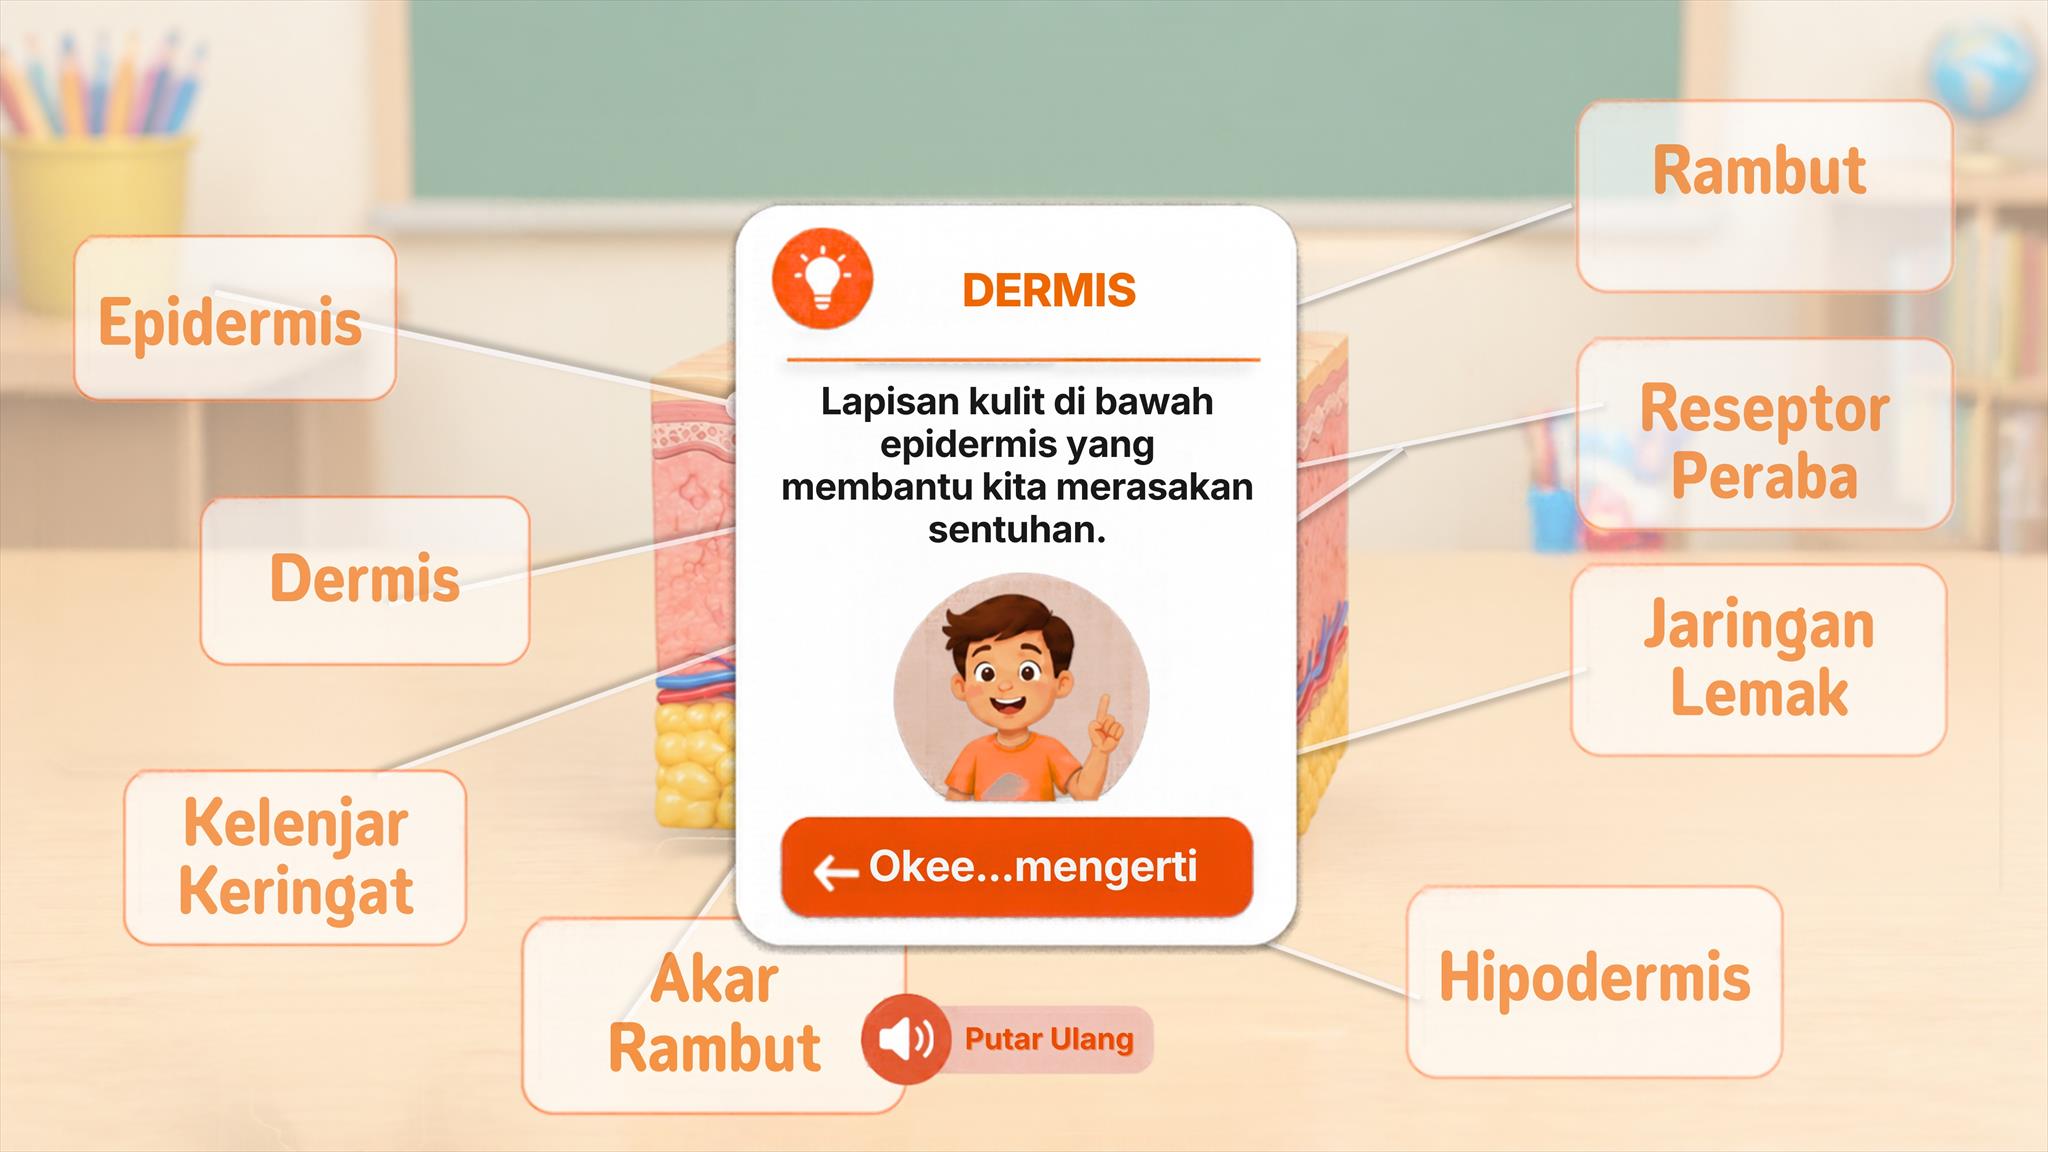 Epidermis
Dermis
Kelenjar
Keringat
Akar
Rambut
DERMIS
Lapisan kulit di bawah
epidermis yang
membantu kita merasakan
sentuhan.
Okee...mengerti
Putar Ulang
Rambut
Reseptor
Peraba
Jaringan
Lemak
Hipodermis